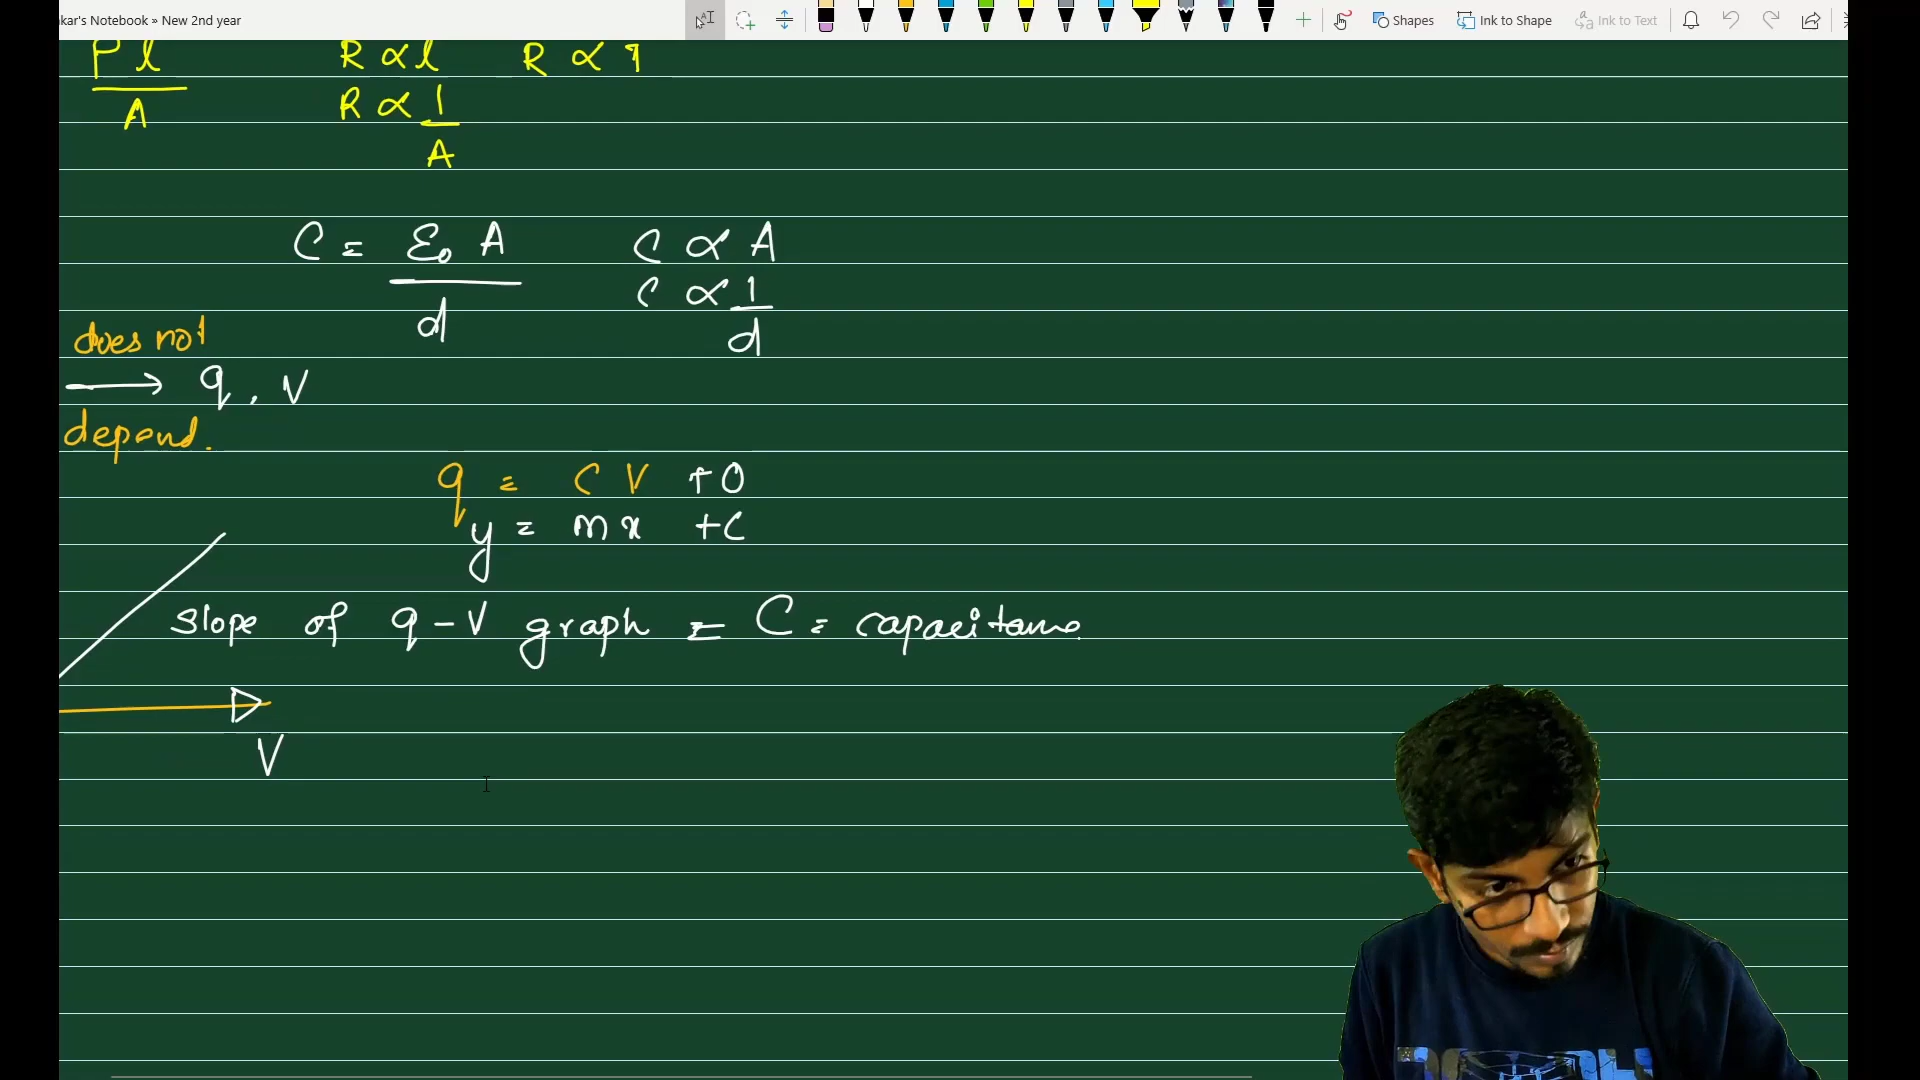 kar's Notebook » New 2nd year
Shapes
Ink to Shape
Ink to Text
ρ l / A
R ∝ l
R ∝
R ∝ 1 / A
C = ε₀ A / d
C ∝ A
C ∝ 1 / d
does not
→ q, V
depend.
q = C V + 0
y = mx + C
slope of q - V graph = C = capacitance
V